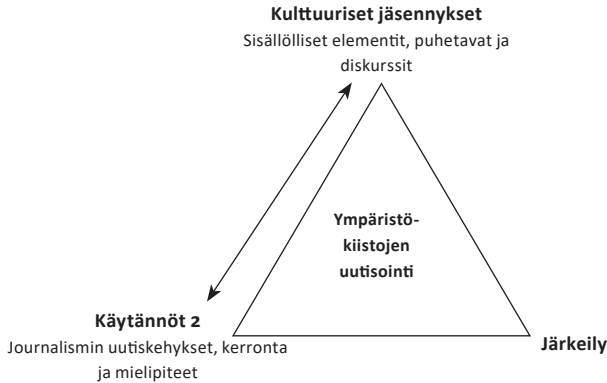 Kulttuuriset jäsennykset
Sisällölliset elementit, puhetavat ja
diskurssit
Ympäristö-
kiistojen
uutisointi
Käytännöt 2
Journalismin uutiskehykset, kerronta
ja mielipiteet
Järkeily